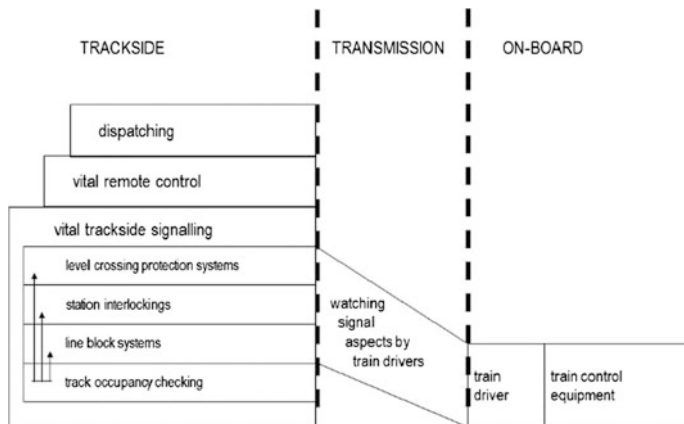 TRACKSIDE
TRANSMISSION
ON-BOARD
dispatching
vital remote control
vital trackside signalling
level crossing protection systems
station interlockings
line block systems
track occupancy checking
watching
signal
aspects by
train drivers
train
driver
train control
equipment